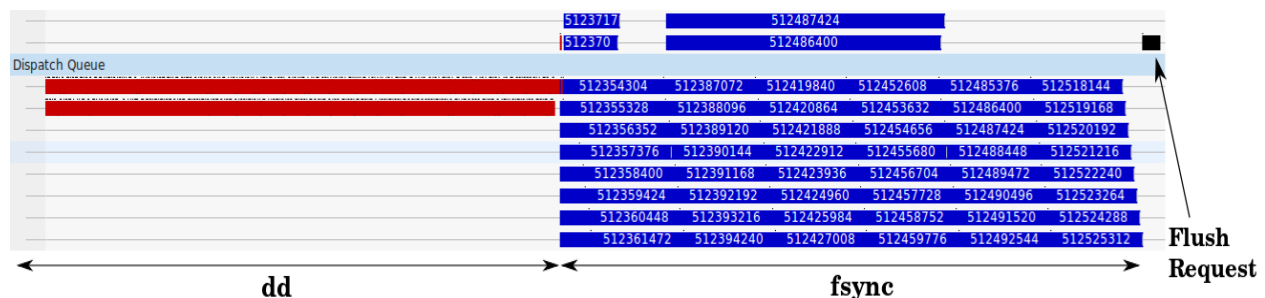 5123717 512487424
512370 512486400
Dispatch Queue
512354304 512387072 512419840 512452608 512485376 512518144
512355328 512388096 512420864 512453632 512486400 512519168
512356352 512389120 512421888 512454656 512487424 512520192
512357376 512390144 512422912 512455680 512488448 512521216
512358400 512391168 512423936 512456704 512489472 512522240
512359424 512392192 512424960 512457728 512490496 512523264
512360448 512393216 512425984 512458752 512491520 512524288
512361472 512394240 512427008 512459776 512492544 512525312
Flush
Request
dd fsync